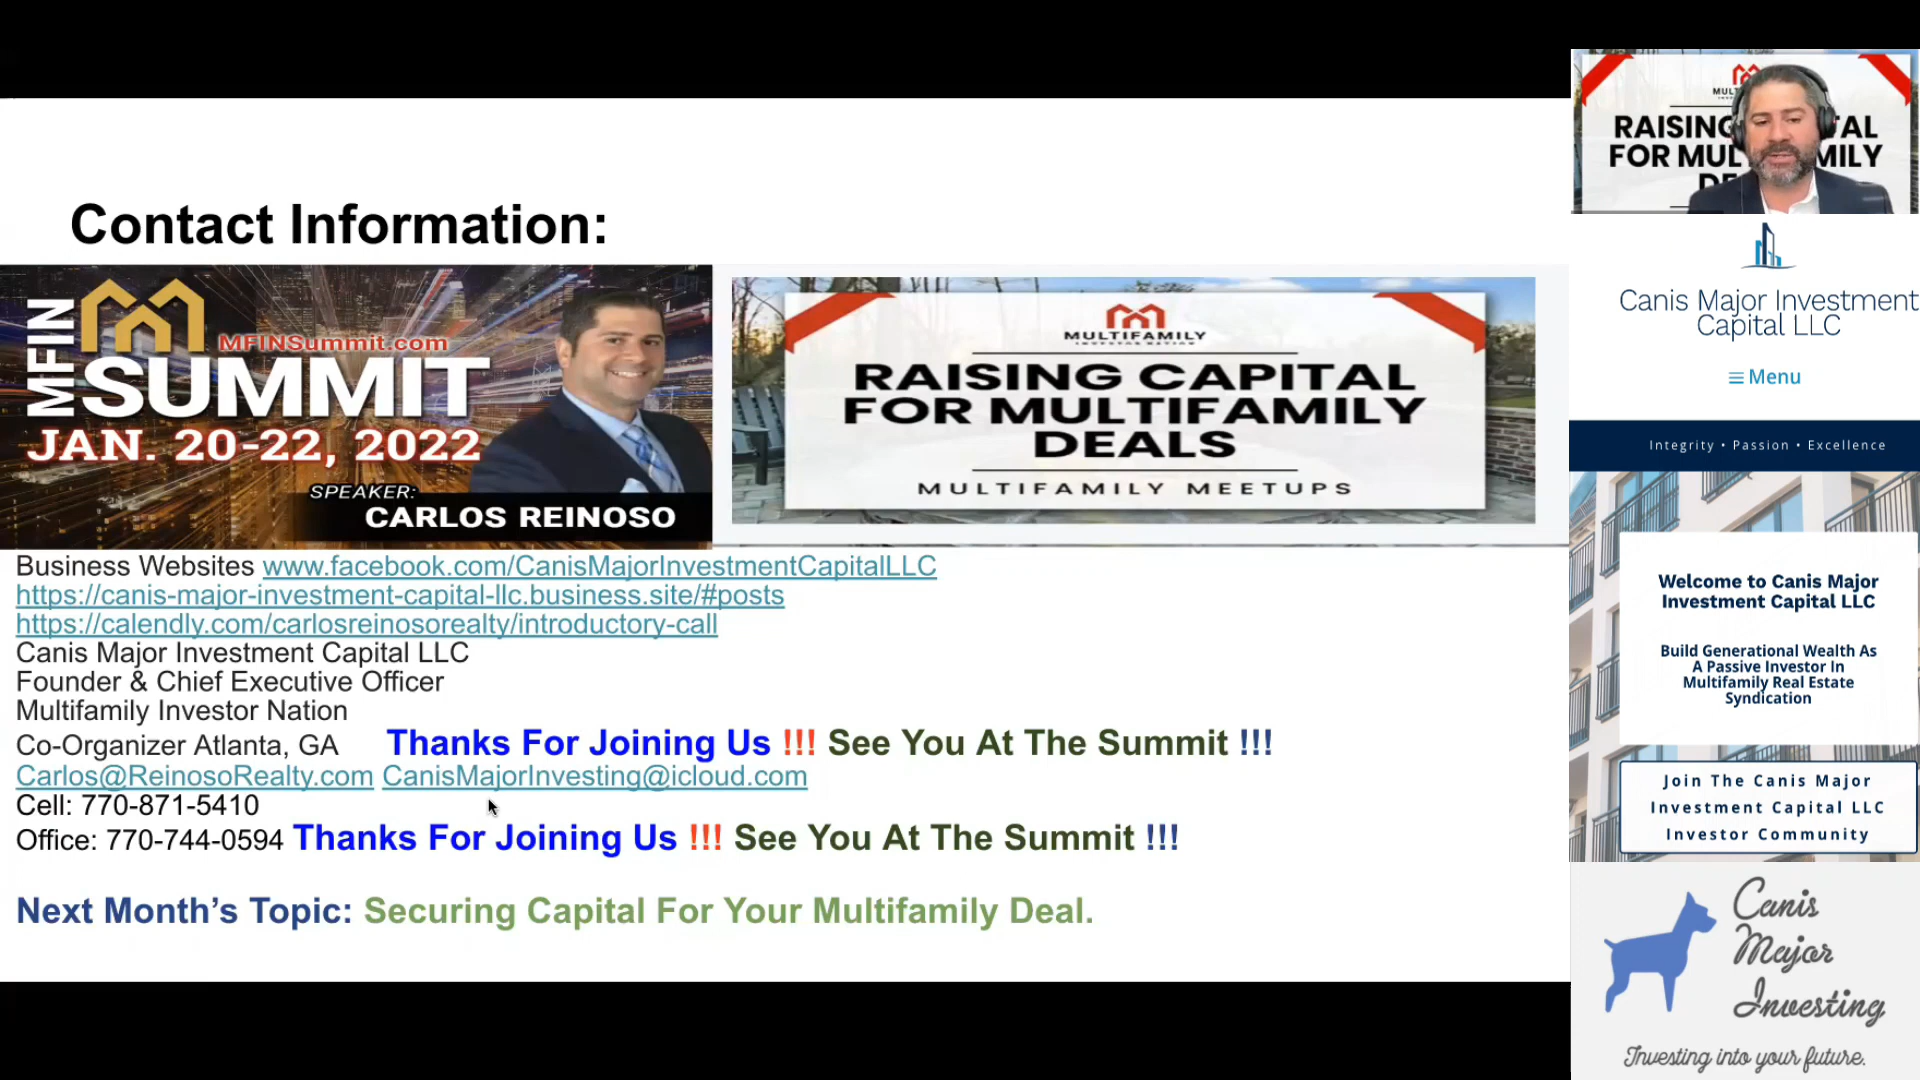 Contact Information:
MFIN
MFINSummit.com
SUMMIT
JAN. 20-22, 2022
SPEAKER:
CARLOS REINOSO
MULTIFAMILY
RAISING CAPITAL
FOR MULTIFAMILY
DEALS
MULTIFAMILY MEETUPS
Business Websites www.facebook.com/CanisMajorInvestmentCapitalLLC
https://canis-major-investment-capital-llc.business.site/#posts
https://calendly.com/carlosreinosorealty/introductory-call
Canis Major Investment Capital LLC
Founder & Chief Executive Officer
Multifamily Investor Nation
Co-Organizer Atlanta, GA Thanks For Joining Us !!! See You At The Summit !!!
Carlos@ReinosoRealty.com CanisMajorInvesting@icloud.com
Cell: 770-871-5410
Office: 770-744-0594 Thanks For Joining Us !!! See You At The Summit !!!
Next Month's Topic: Securing Capital For Your Multifamily Deal.
MULT
RAISING TAL
FOR MUL MILY
DE
Canis Major Investment
Capital LLC
Menu
Integrity • Passion • Excellence
Welcome to Canis Major
Investment Capital LLC
Build Generational Wealth As
A Passive Investor In
Multifamily Real Estate
Syndication
Join The Canis Major
Investment Capital LLC
Investor Community
Canis
Major
Investing
Investing into your future.